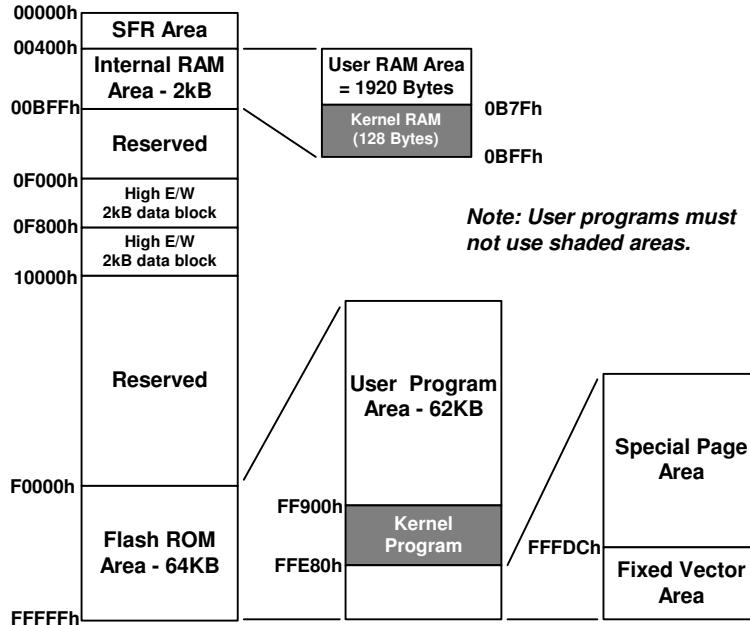 00000h
SFR Area
00400h
Internal RAM
Area - 2kB
User RAM Area
= 1920 Bytes
00BFFh
0B7Fh
Kernel RAM
(128 Bytes)
Reserved
0BFFh
0F000h
High E/W
2kB data block
0F800h
High E/W
2kB data block
Note: User programs must
not use shaded areas.
10000h
Reserved
User Program
Area - 62KB
Special Page
Area
F0000h
FF900h
Kernel
Program
Flash ROM
Area - 64KB
FFFDCh
FFE80h
Fixed Vector
Area
FFFFFh